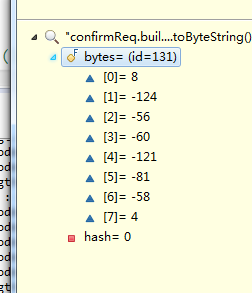 "confirmReq.buil....toByteString()
bytes= (id=131)
[0]= 8
[1]= -124
[2]= -56
[3]= -60
[4]= -121
[5]= -81
[6]= -58
[7]= 4
hash= 0